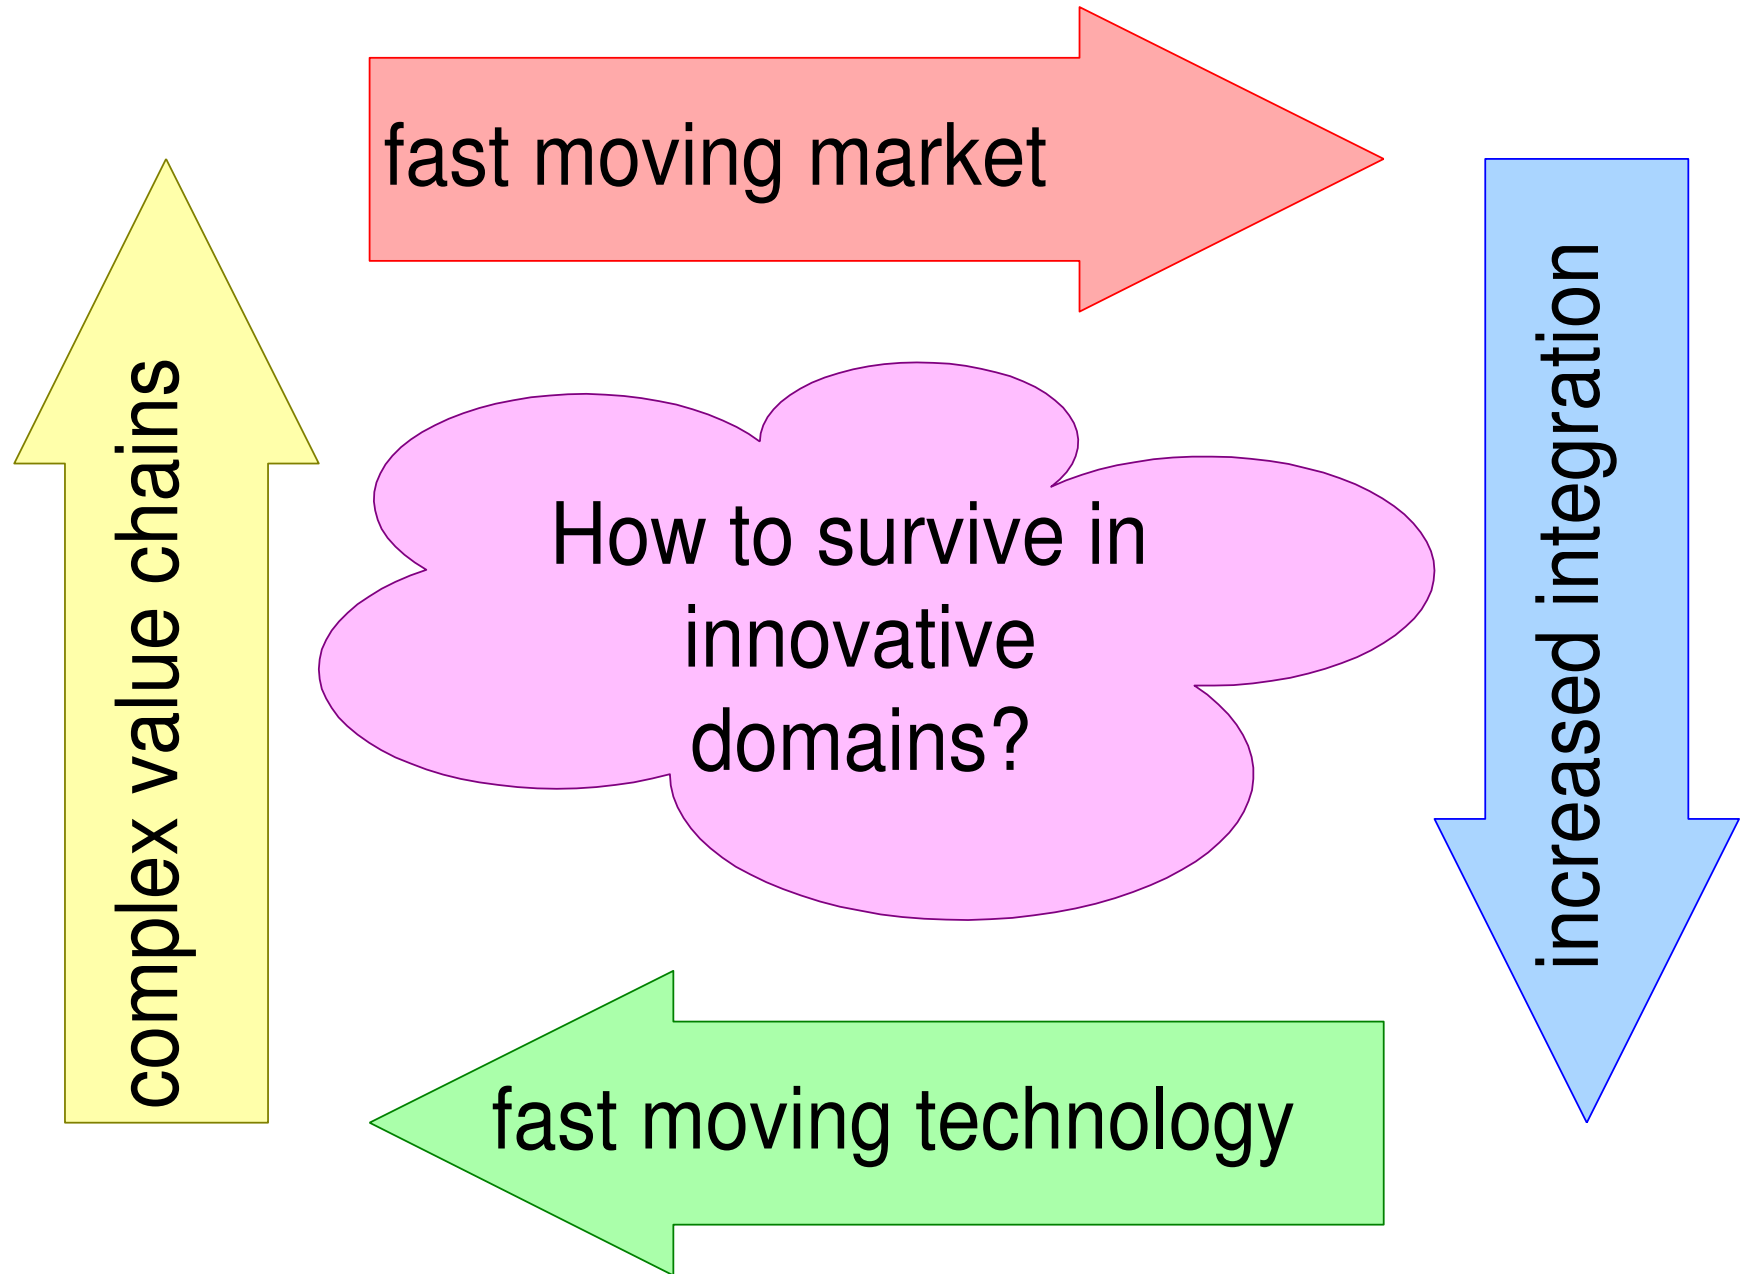 fast moving market
complex value chains
How to survive in
innovative
domains?
increased integration
fast moving technology